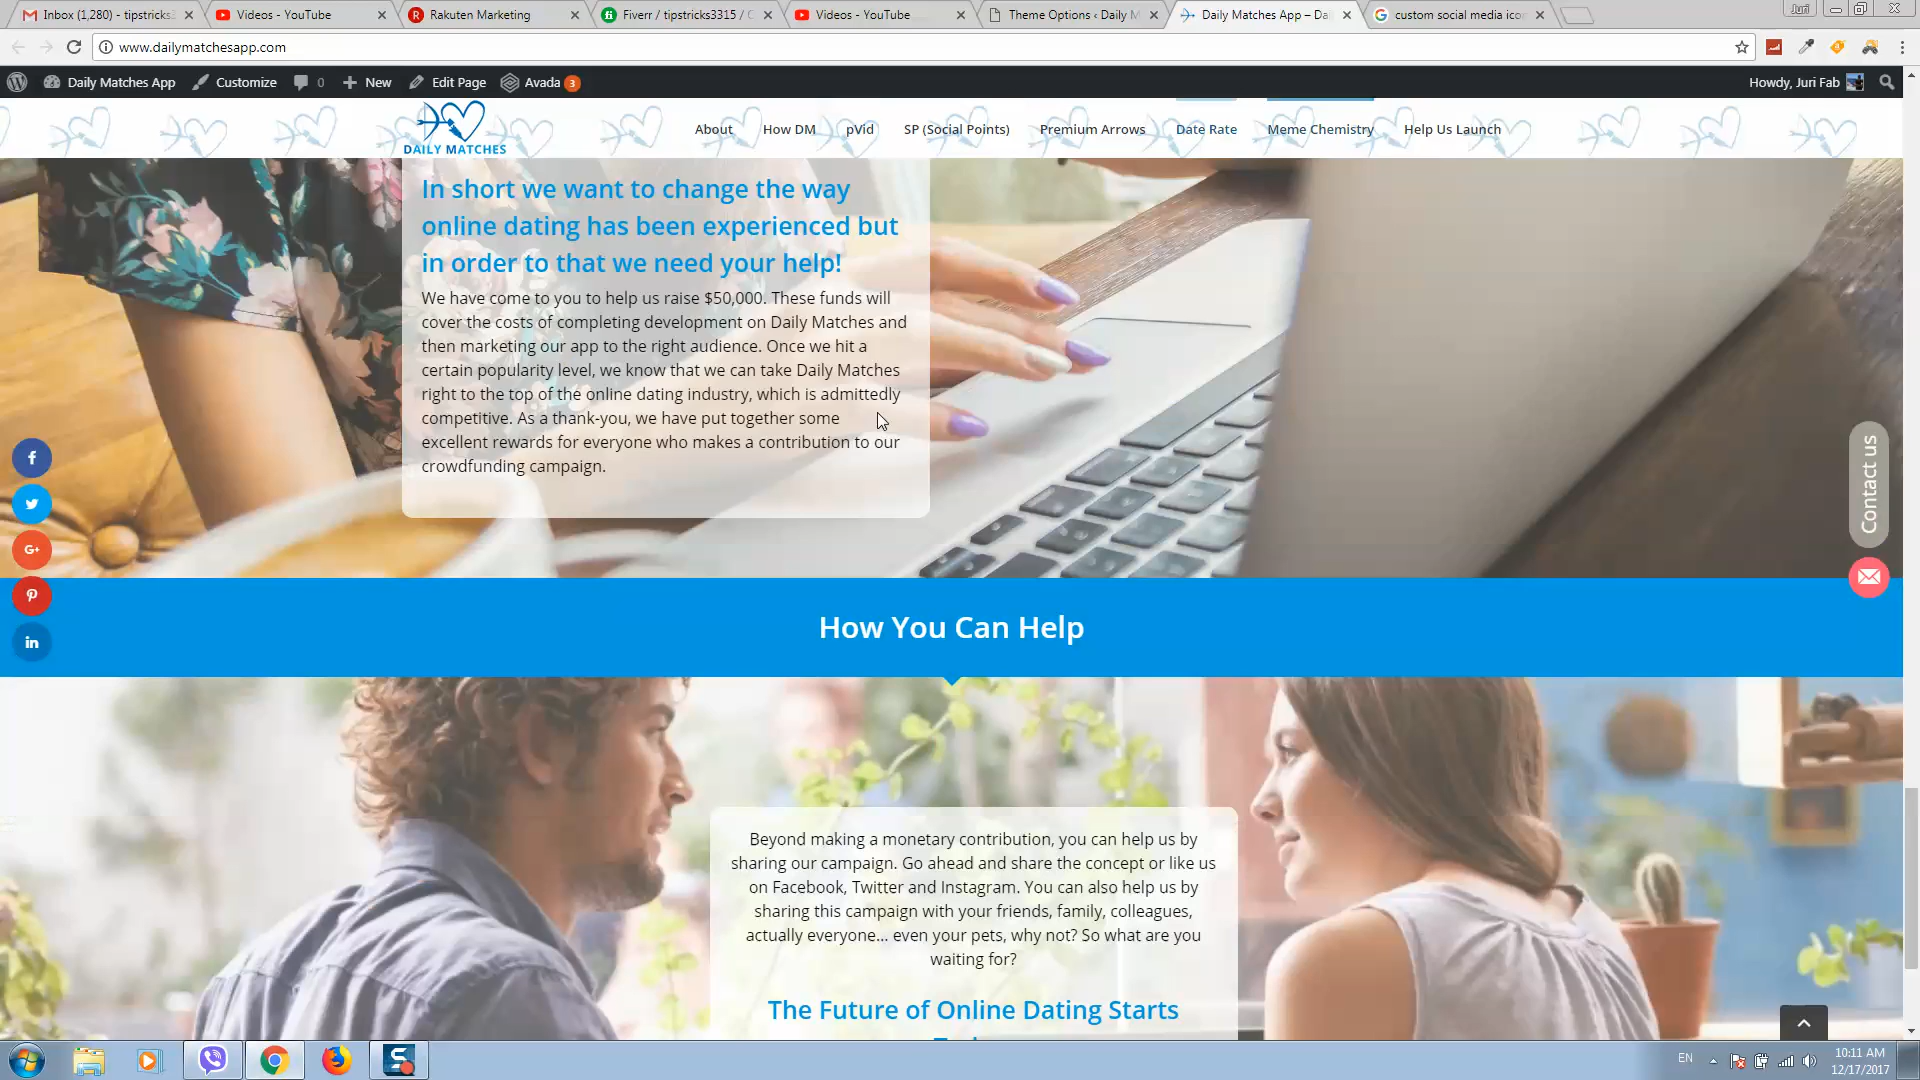 Inbox (1,280) - tipstricks3
Videos - YouTube
Rakuten Marketing
Fiverr / tipstricks3315 / C
Videos - YouTube
Theme Options ‹ Daily M
Daily Matches App – Da
custom social media ico
Juri
www.dailymatchesapp.com
Daily Matches App
Customize
0
New
Edit Page
Avada 3
Howdy, Juri Fab
DAILY MATCHES
About
How DM
pVid
SP (Social Points)
Premium Arrows
Date Rate
Meme Chemistry
Help Us Launch
In short we want to change the way
online dating has been experienced but
in order to that we need your help!
We have come to you to help us raise $50,000. These funds will
cover the costs of completing development on Daily Matches and
then marketing our app to the right audience. Once we hit a
certain popularity level, we know that we can take Daily Matches
right to the top of the online dating industry, which is admittedly
competitive. As a thank-you, we have put together some
excellent rewards for everyone who makes a contribution to our
crowdfunding campaign.
Contact us
How You Can Help
Beyond making a monetary contribution, you can help us by
sharing our campaign. Go ahead and share the concept or like us
on Facebook, Twitter and Instagram. You can also help us by
sharing this campaign with your friends, family, colleagues,
actually everyone... even your pets, why not? So what are you
waiting for?
The Future of Online Dating Starts
EN
10:11 AM
12/17/2017